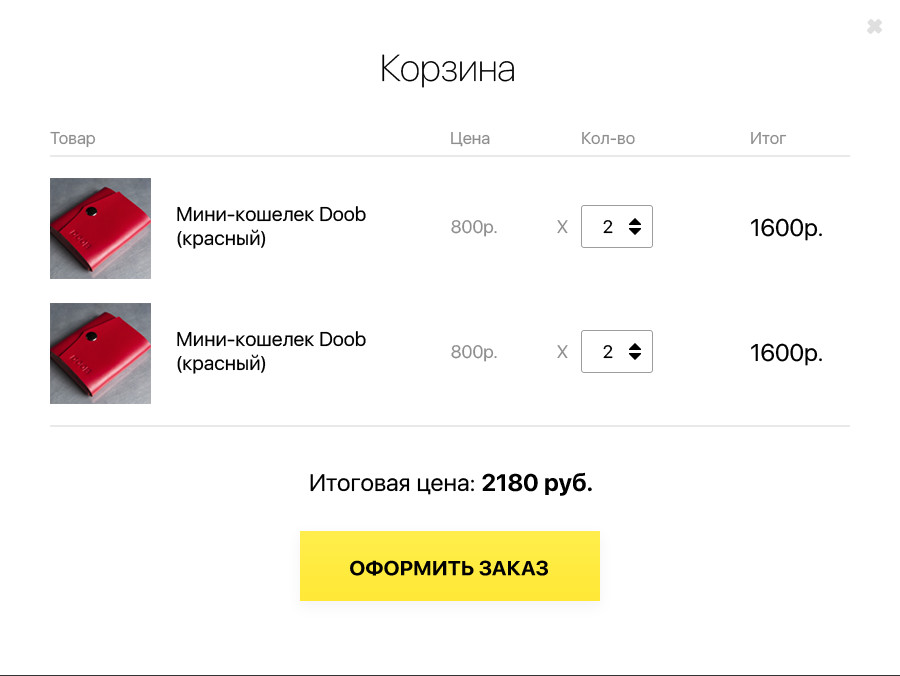 Корзина
Товар Цена Кол-во Итог
Мини-кошелек Doob
(красный)
800р. X 2 1600р.
Мини-кошелек Doob
(красный)
800р. X 2 1600р.
Итоговая цена: 2180 руб.
ОФОРМИТЬ ЗАКАЗ